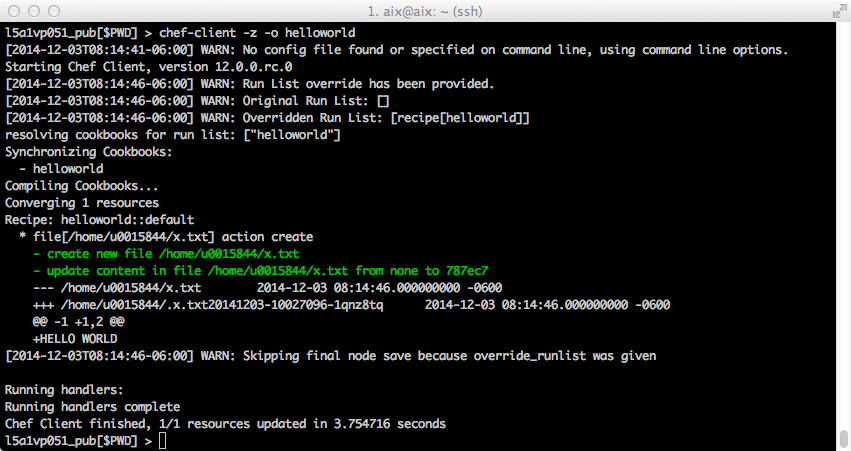 1. aix@aix: ~ (ssh)
l5a1vp051_pub[$PWD] > chef-client -z -o helloworld
[2014-12-03T08:14:41-06:00] WARN: No config file found or specified on command line, using command line options.
Starting Chef Client, version 12.0.0.rc.0
[2014-12-03T08:14:46-06:00] WARN: Run List override has been provided.
[2014-12-03T08:14:46-06:00] WARN: Original Run List: []
[2014-12-03T08:14:46-06:00] WARN: Overridden Run List: [recipe[helloworld]]
resolving cookbooks for run list: ["helloworld"]
Synchronizing Cookbooks:
  - helloworld
Compiling Cookbooks...
Converging 1 resources
Recipe: helloworld::default
  * file[/home/u0015844/x.txt] action create
    - create new file /home/u0015844/x.txt
    - update content in file /home/u0015844/x.txt from none to 787ec7
    --- /home/u0015844/x.txt        2014-12-03 08:14:46.000000000 -0600
    +++ /home/u0015844/.x.txt20141203-10027096-1qnz8tq      2014-12-03 08:14:46.000000000 -0600
    @@ -1 +1,2 @@
    +HELLO WORLD
[2014-12-03T08:14:46-06:00] WARN: Skipping final node save because override_runlist was given
Running handlers:
Running handlers complete
Chef Client finished, 1/1 resources updated in 3.754716 seconds
l5a1vp051_pub[$PWD] >